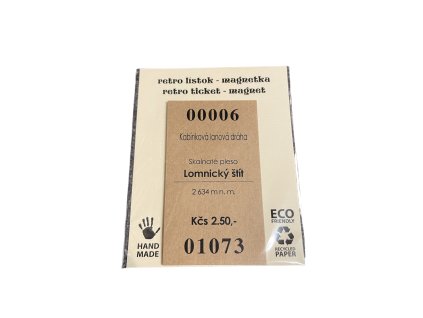 retro lístok - magnetka
retro ticket - magnet
00006
Kabínková lanová dráha
Skalnaté pleso
Lomnický štít
2 634 m n. m.
Kčs 2.50,-
01073
HAND
MADE
ECO
FRIENDLY
RECYCLED
PAPER